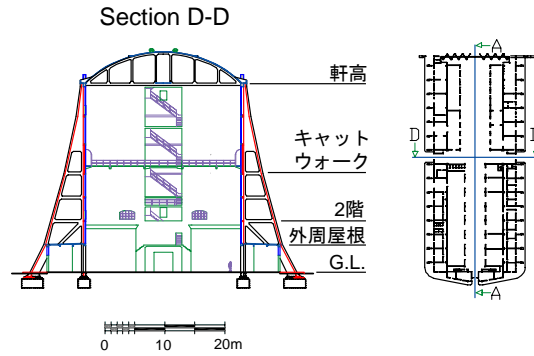 Section D-D
軒高
キャット
ウォーク
2階
外周屋根
G.L.
0 10 20m
A
D
A